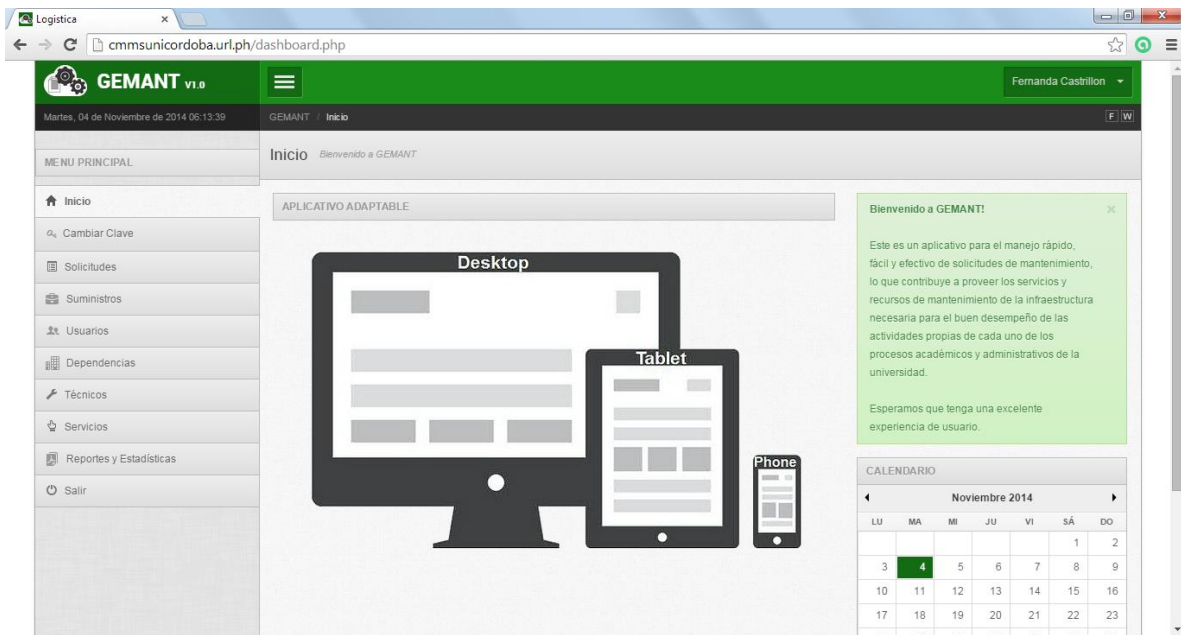 Logistica
cmmsunicordoba.url.ph/dashboard.php
GEMANT V1.0
Fernanda Castrillon
Martes, 04 de Noviembre de 2014 06:13:39
GEMANT / Inicio
F W
MENU PRINCIPAL
Inicio
Cambiar Clave
Solicitudes
Suministros
Usuarios
Dependencias
Técnicos
Servicios
Reportes y Estadísticas
Salir
Inicio Bienvenido a GEMANT
APLICATIVO ADAPTABLE
Desktop
Tablet
Phone
Bienvenido a GEMANT!
Este es un aplicativo para el manejo rápido,
fácil y efectivo de solicitudes de mantenimiento,
lo que contribuye a proveer los servicios y
recursos de mantenimiento de la infraestructura
necesaria para el buen desempeño de las
actividades propias de cada uno de los
procesos académicos y administrativos de la
universidad.
Esperamos que tenga una excelente
experiencia de usuario.
CALENDARIO
Noviembre 2014
LU MA MI JU VI SÁ DO
1 2
3 4 5 6 7 8 9
10 11 12 13 14 15 16
17 18 19 20 21 22 23